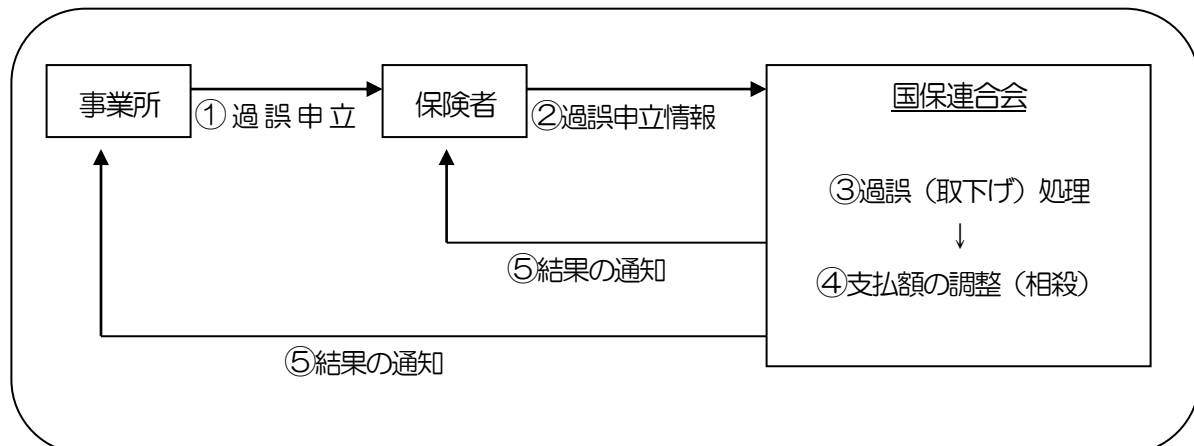 事業所
①過誤申立
保険者
②過誤申立情報
国保連合会
③過誤（取下げ）処理
↓
④支払額の調整（相殺）
⑤結果の通知
⑤結果の通知